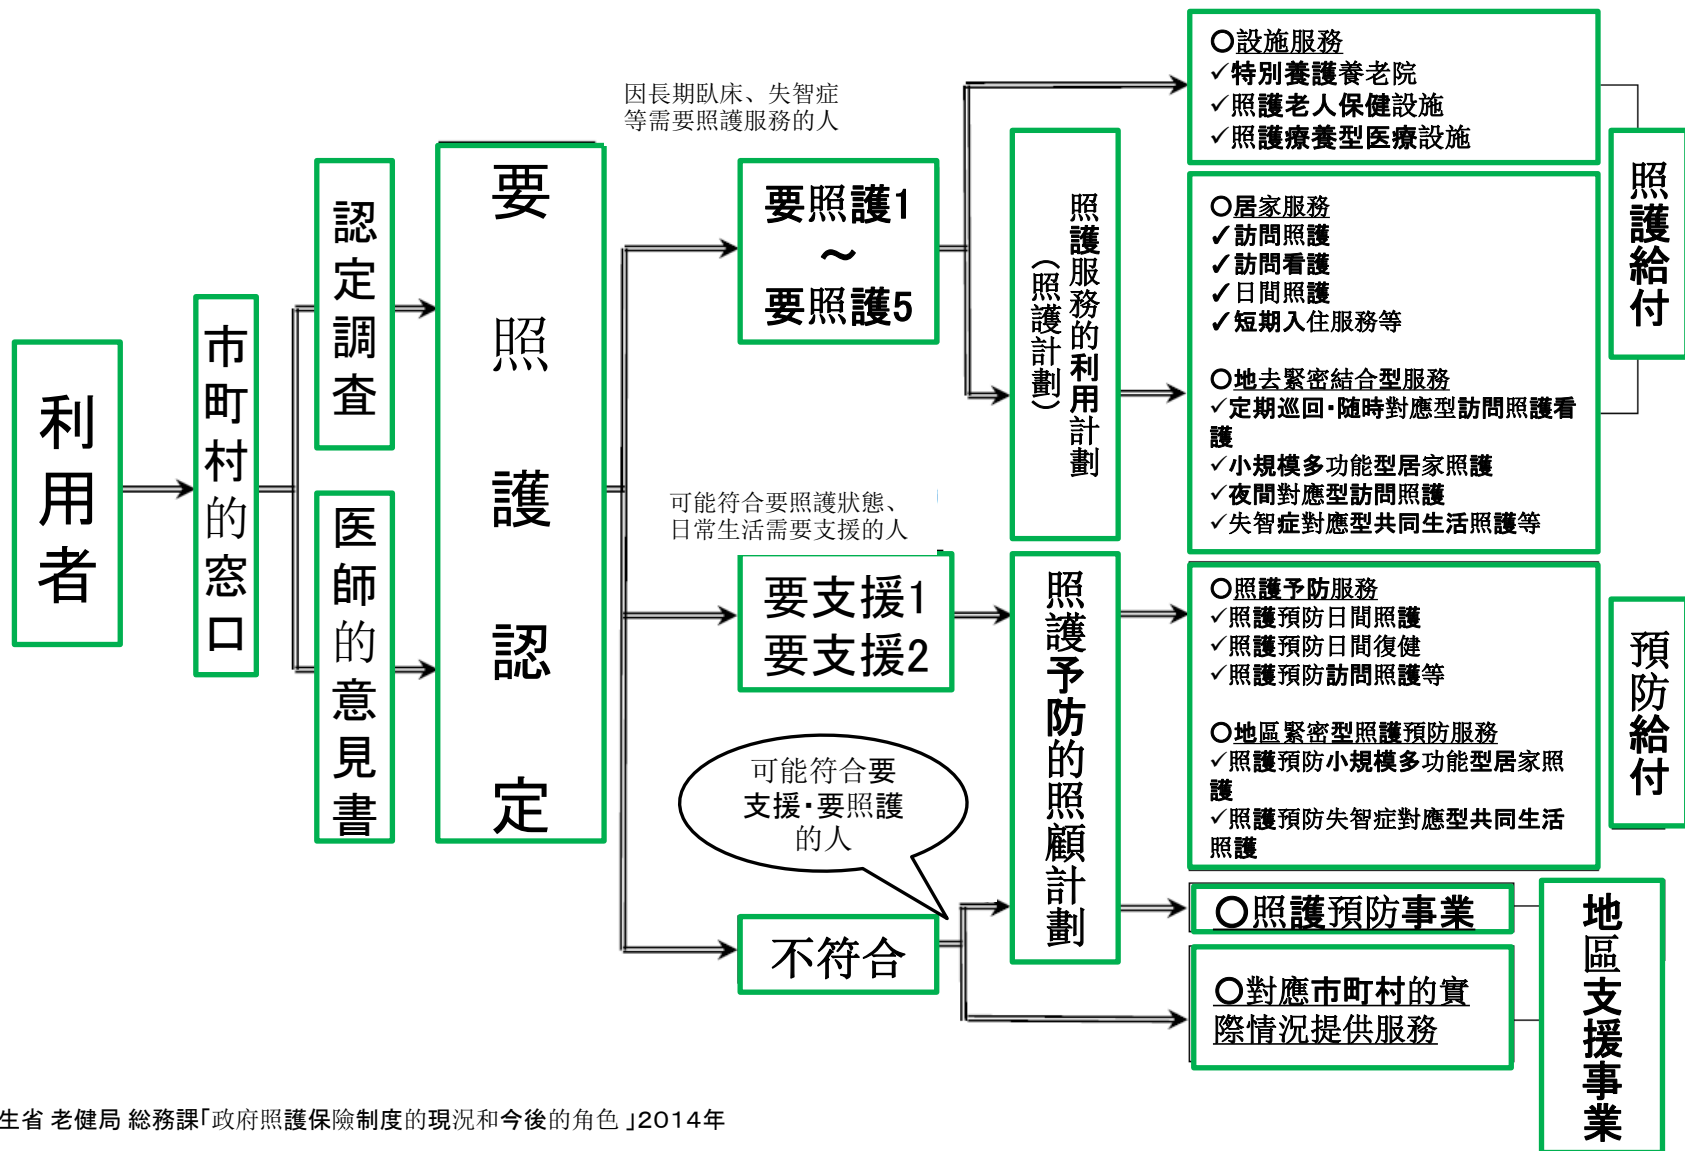 利用者
市町村的窓口
認定調査
医師的意見書
要照護認定
因長期臥床、失智症
等需要照護服務的人
要照護1
～
要照護5
可能符合要照護狀態、
日常生活需要支援的人
要支援1
要支援2
可能符合要
支援・要照護
的人
不符合
照護服務的利用計劃
（照護計劃）
照護予防的照顧計劃
○設施服務
✓特別養護養老院
✓照護老人保健設施
✓照護療養型医療設施
○居家服務
✓訪問照護
✓訪問看護
✓日間照護
✓短期入住服務等
○地去緊密結合型服務
✓定期巡回・随時對應型訪問照護看
護
✓小規模多功能型居家照護
✓夜間對應型訪問照護
✓失智症對應型共同生活照護等
○照護予防服務
✓照護預防日間照護
✓照護預防日間復健
✓照護預防訪問照護等
○地區緊密型照護預防服務
✓照護預防小規模多功能型居家照
護
✓照護預防失智症對應型共同生活
照護
○照護預防事業
○對應市町村的實
際情況提供服務
照護給付
預防給付
地區支援事業
生省 老健局 総務課「政府照護保險制度的現況和今後的角色 」2014年